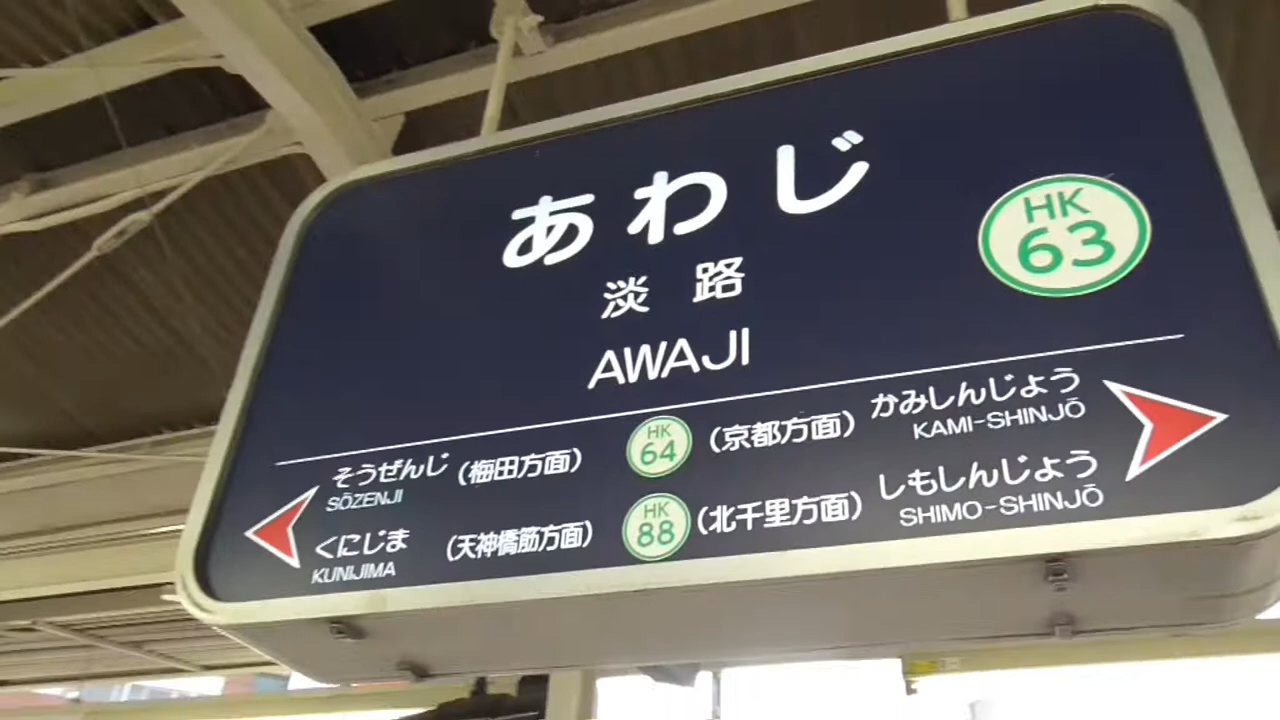 あわじ
淡路
AWAJI
HK
63
そうぜんじ (梅田方面)
SŌZENJI
HK
64
(京都方面) かみしんじよう
KAMI-SHINJŌ
くにじま (天神橋筋方面)
KUNIJIMA
HK
88
(北千里方面) しもしんじよう
SHIMO-SHINJŌ